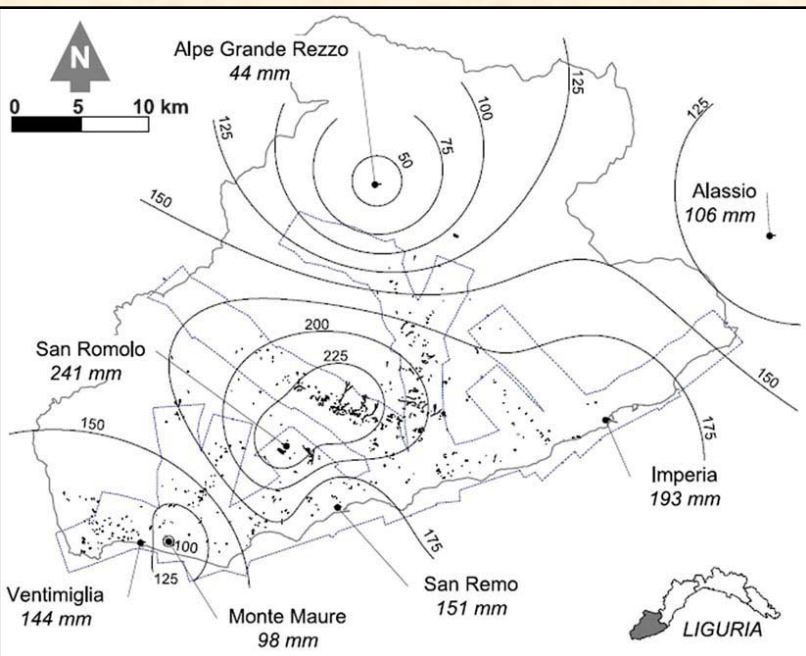 Alpe Grande Rezzo
44 mm
N
0 5 10 km
125
100
125
75
50
125
150
Alassio
106 mm
200
San Romolo
241 mm
225
150
150
175
Imperia
193 mm
175
100
125
Ventimiglia
144 mm
San Remo
151 mm
Monte Maure
98 mm
LIGURIA